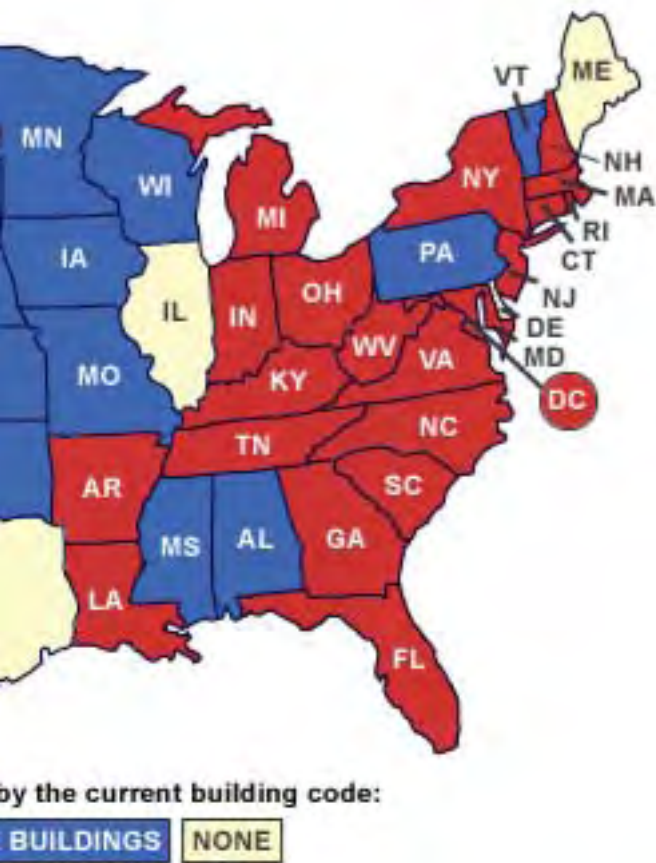 ME
VT
MN
NH
WI
NY
MA
MI
RI
PA
CT
IA
OH
NJ
IL
IN
DE
WV
MD
VA
MO
KY
DC
NC
TN
AR
SC
MS
AL
GA
LA
FL
by the current building code:
BUILDINGS
NONE